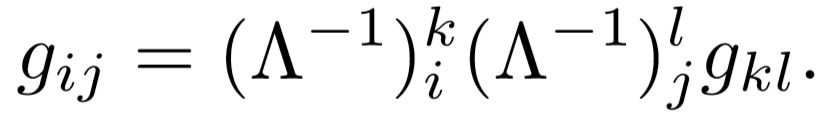 $g_{ij} = (\Lambda^{-1})^k_i (\Lambda^{-1})^l_j g_{kl}.$